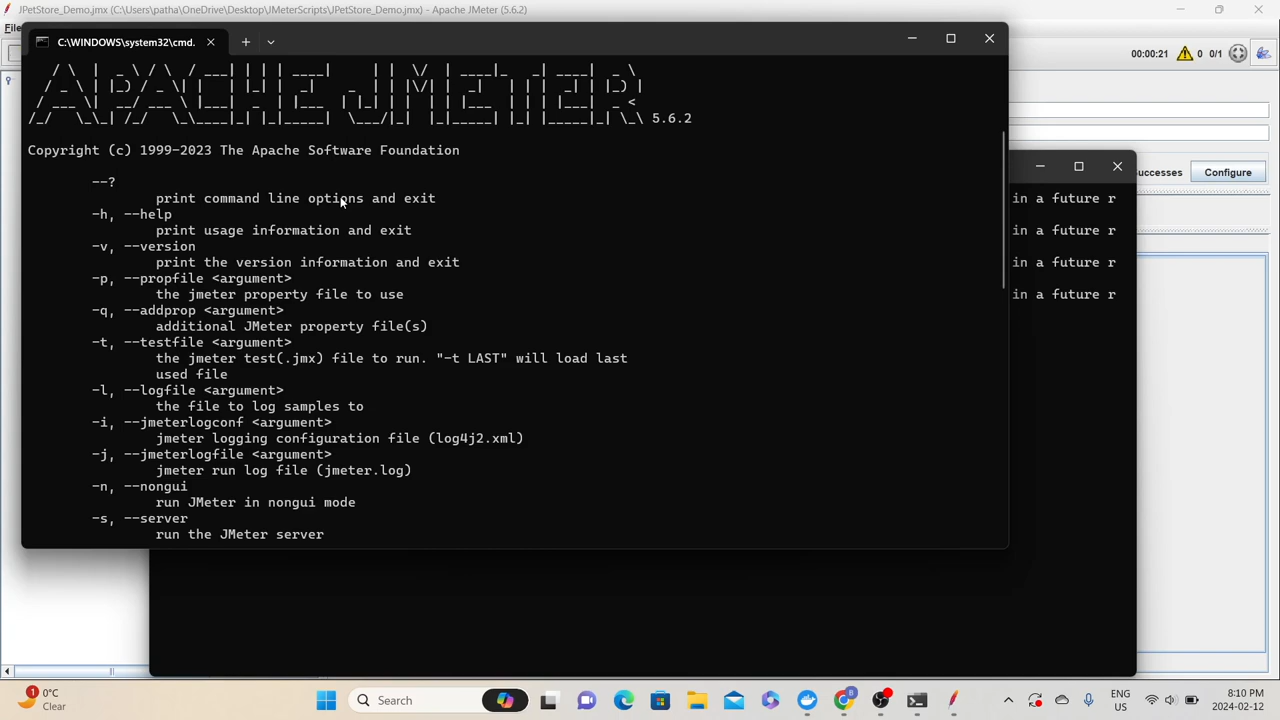 JPetStore_Demo.jmx (C:\Users\patha\OneDrive\Desktop\JMeterScripts\JPetStore_Demo.jmx) - Apache JMeter (5.6.2)
File
C:\WINDOWS\system32\cmd.
00:00:21 0 0/1
5.6.2
Copyright (c) 1999-2023 The Apache Software Foundation
--?
print command line options and exit
-h, --help
print usage information and exit
-v, --version
print the version information and exit
-p, --propfile <argument>
the jmeter property file to use
-q, --addprop <argument>
additional JMeter property file(s)
-t, --testfile <argument>
the jmeter test(.jmx) file to run. "-t LAST" will load last
used file
-l, --logfile <argument>
the file to log samples to
-i, --jmeterlogconf <argument>
jmeter logging configuration file (log4j2.xml)
-j, --jmeterlogfile <argument>
jmeter run log file (jmeter.log)
-n, --nongui
run JMeter in nongui mode
-s, --server
run the JMeter server
uccesses Configure
in a future r
in a future r
in a future r
in a future r
1
0°C
Clear
Search
ENG
US
8:10 PM
2024-02-12